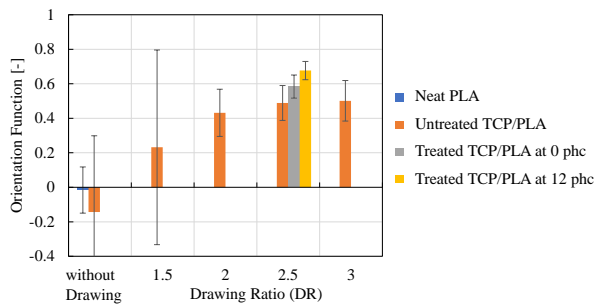 1
0.8
0.6
0.4
0.2
0
-0.2
-0.4
Orientation Function [-]
without
Drawing
1.5
2
2.5
3
Drawing Ratio (DR)
Neat PLA
Untreated TCP/PLA
Treated TCP/PLA at 0 phc
Treated TCP/PLA at 12 phc